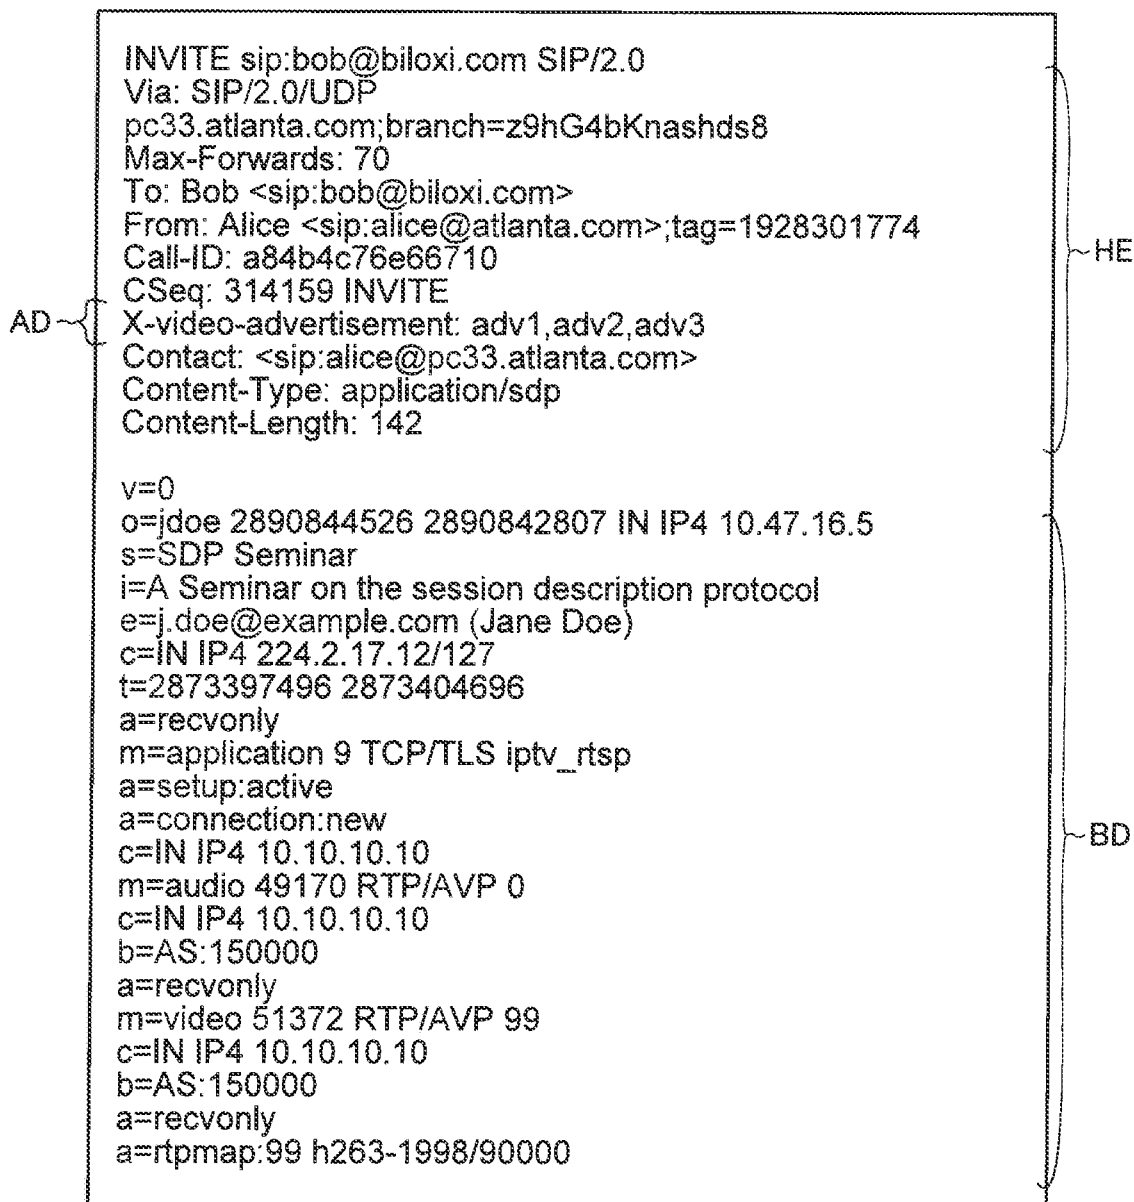 INVITE sip:bob@biloxi.com SIP/2.0
Via: SIP/2.0/UDP
pc33.atlanta.com;branch=z9hG4bKnashds8
Max-Forwards: 70
To: Bob <sip:bob@biloxi.com>
From: Alice <sip:alice@atlanta.com>;tag=1928301774
Call-ID: a84b4c76e66710
CSeq: 314159 INVITE
X-video-advertisement: adv1,adv2,adv3
Contact: <sip:alice@pc33.atlanta.com>
Content-Type: application/sdp
Content-Length: 142
HE
AD
v=0
o=jdoe 2890844526 2890842807 IN IP4 10.47.16.5
s=SDP Seminar
i=A Seminar on the session description protocol
e=j.doe@example.com (Jane Doe)
c=IN IP4 224.2.17.12/127
t=2873397496 2873404696
a=recvonly
m=application 9 TCP/TLS iptv_rtsp
a=setup:active
a=connection:new
c=IN IP4 10.10.10.10
m=audio 49170 RTP/AVP 0
c=IN IP4 10.10.10.10
b=AS:150000
a=recvonly
m=video 51372 RTP/AVP 99
c=IN IP4 10.10.10.10
b=AS:150000
a=recvonly
a=rtpmap:99 h263-1998/90000
BD